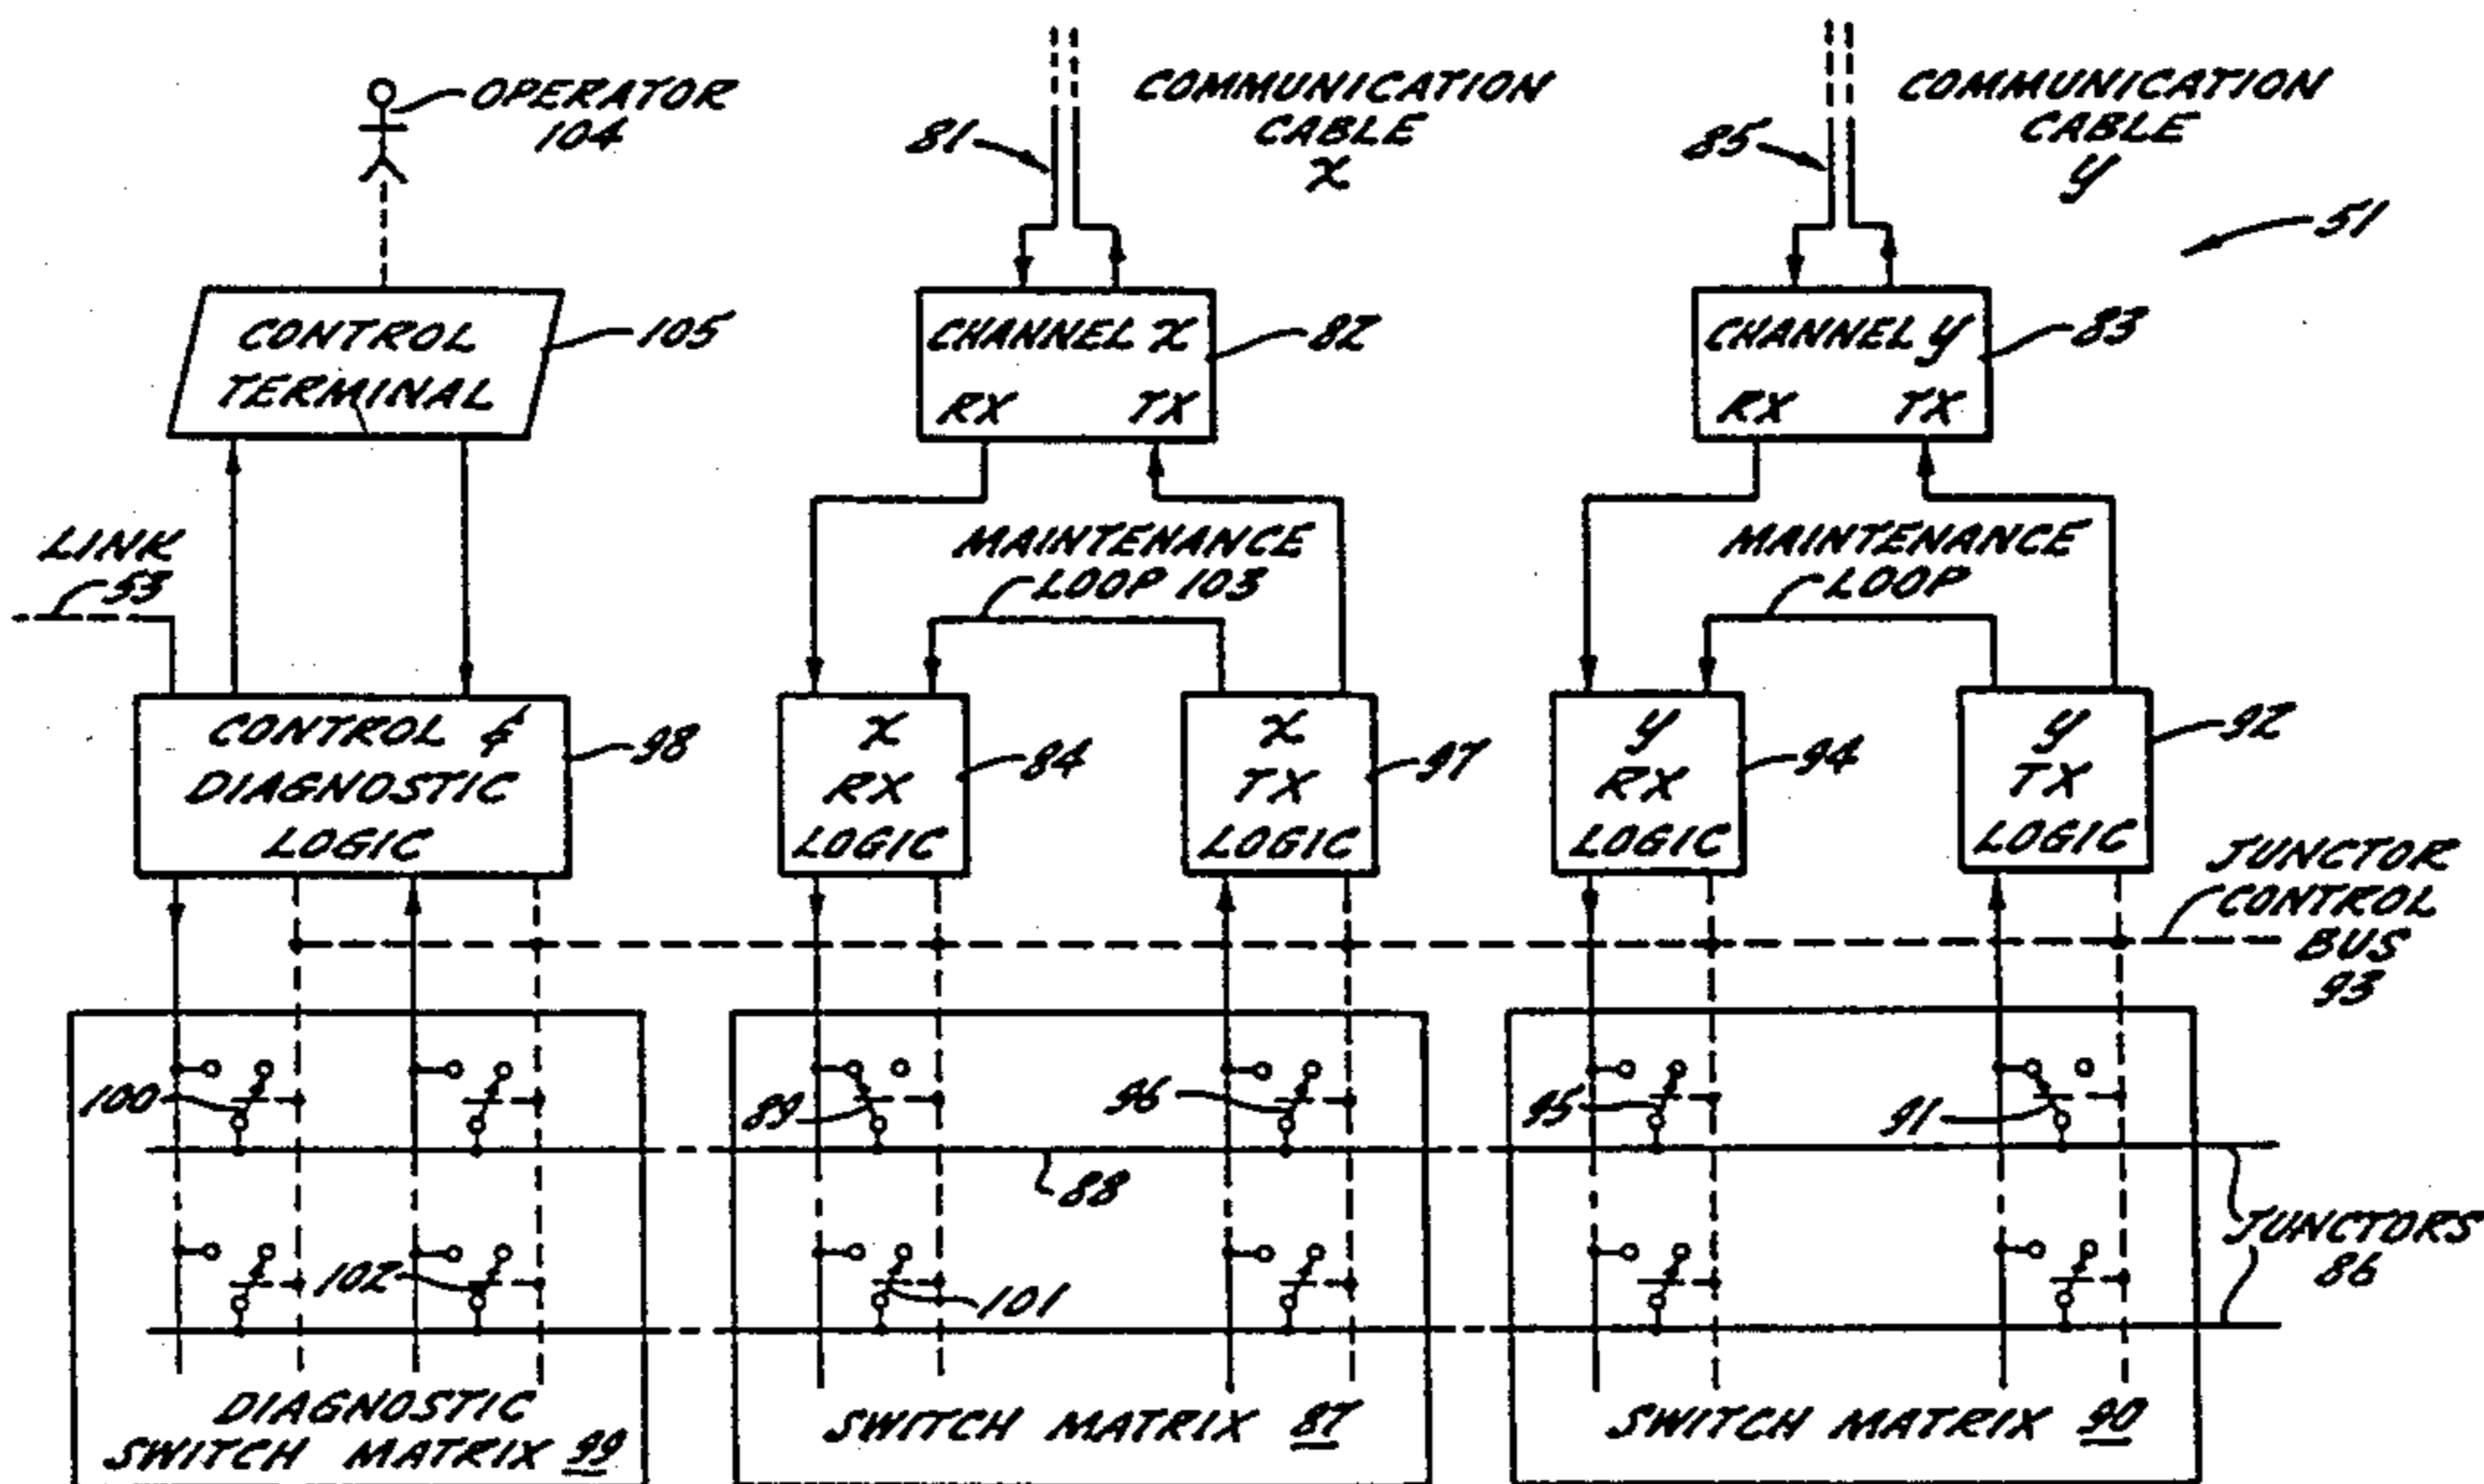 OPERATOR
104
COMMUNICATION
CABLE
X
81
COMMUNICATION
CABLE
Y
85
51
CONTROL
TERMINAL
105
CHANNEL X
RX TX
82
CHANNEL Y
RX TX
83
LINK
53
MAINTENANCE
LOOP 103
MAINTENANCE
LOOP
CONTROL &
DIAGNOSTIC
LOGIC
98
X
RX
LOGIC
84
X
TX
LOGIC
97
Y
RX
LOGIC
94
Y
TX
LOGIC
92
JUNCTOR
CONTROL
BUS
93
100
89
96
95
91
88
102
101
JUNCTORS
86
DIAGNOSTIC
SWITCH MATRIX 99
SWITCH MATRIX 87
SWITCH MATRIX 90